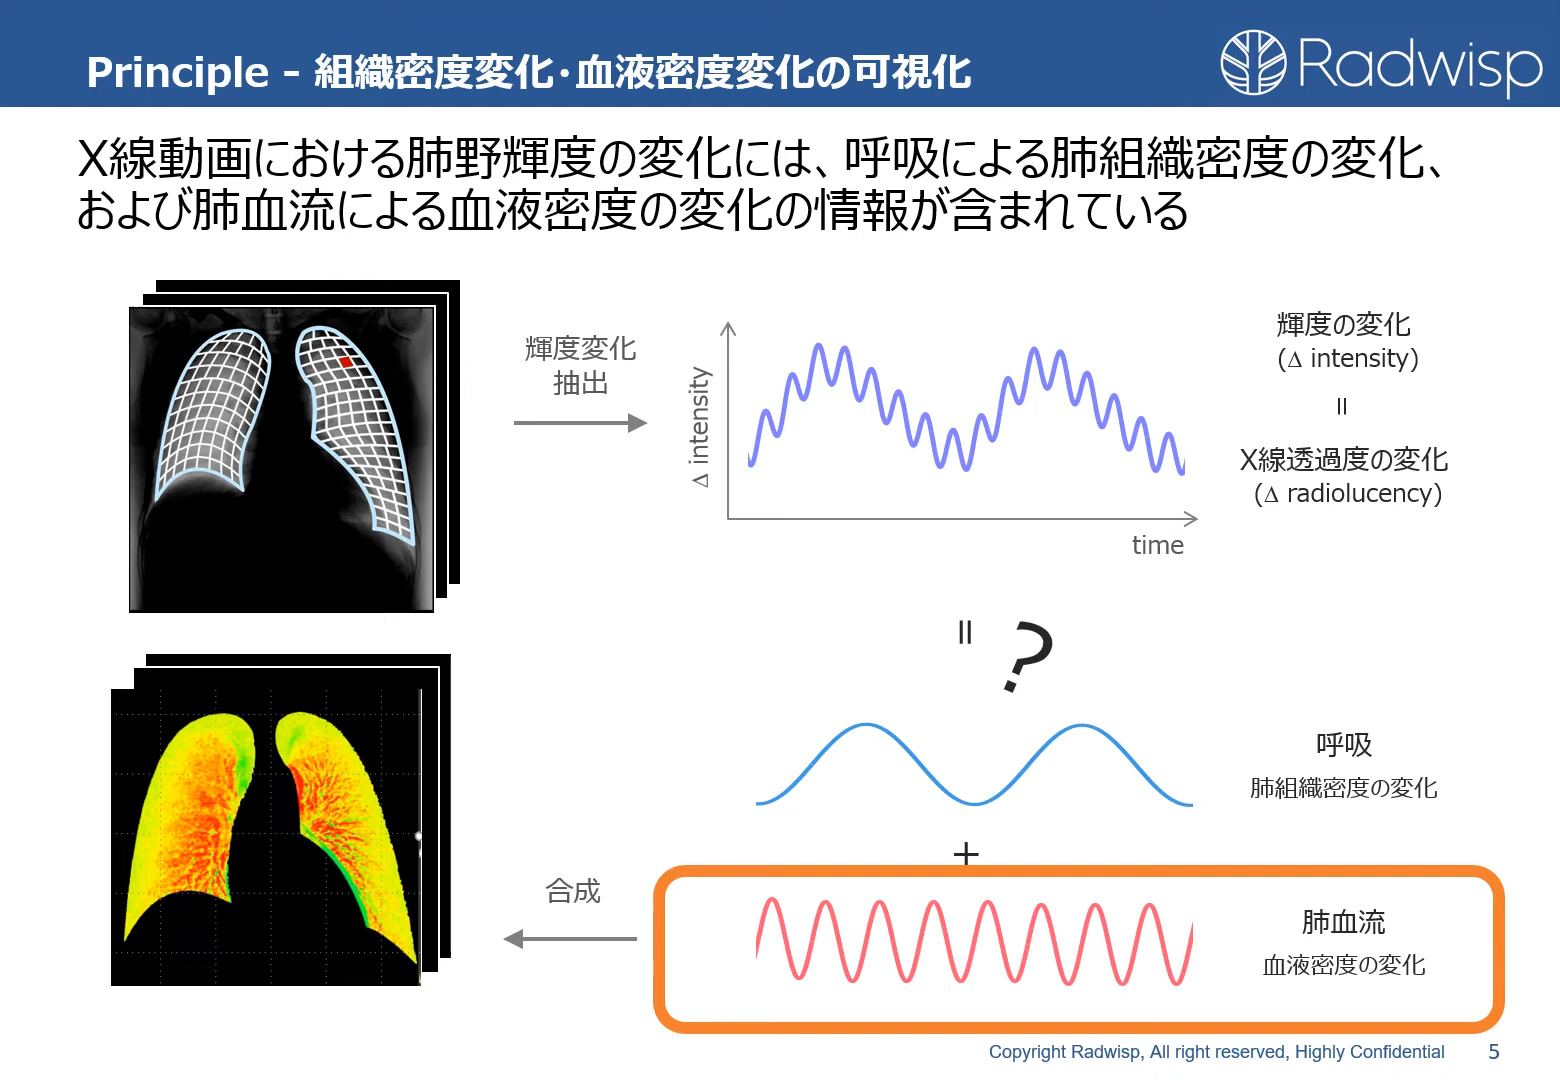 Principle – 組織密度変化・血液密度変化の可視化
Radwisp
X線動画における肺野輝度の変化には、呼吸による肺組織密度の変化、
および肺血流による血液密度の変化の情報が含まれている
輝度変化
抽出
Δ intensity
time
輝度の変化
(Δ intensity)
=
X線透過度の変化
(Δ radiolucency)
= ?
呼吸
肺組織密度の変化
+
合成
肺血流
血液密度の変化
Copyright Radwisp, All right reserved, Highly Confidential
5